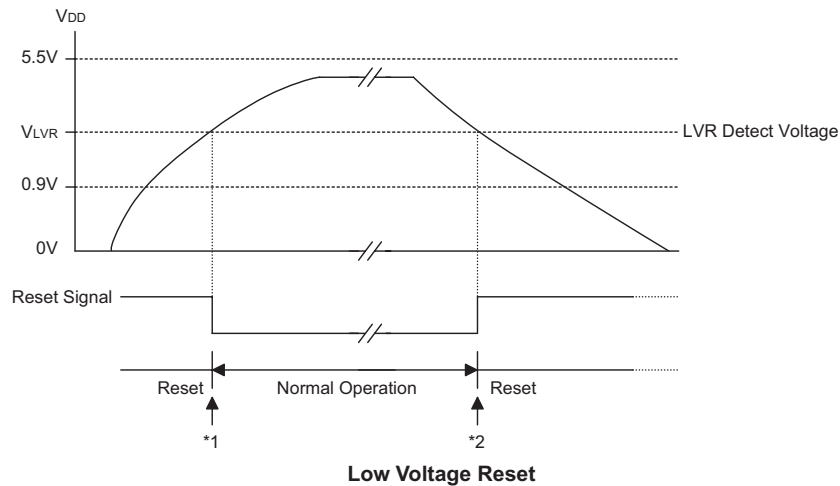 VDD
5.5V
VLVR
LVR Detect Voltage
0.9V
0V
Reset Signal
Reset
Normal Operation
Reset
*1
*2
Low Voltage Reset